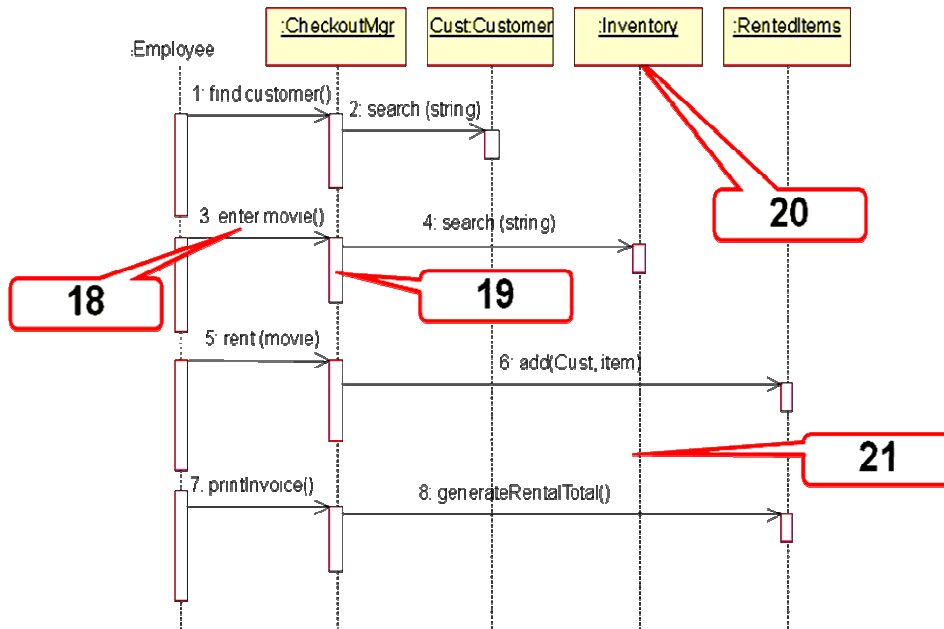 :Employee
:CheckoutMgr
Cust:Customer
:Inventory
:RentedItems
1: find customer()
2: search (string)
20
3. enter movie()
4: search (string)
18
19
5: rent (movie)
6: add(Cust, item)
21
7. printInvoice()
8: generateRentalTotal()